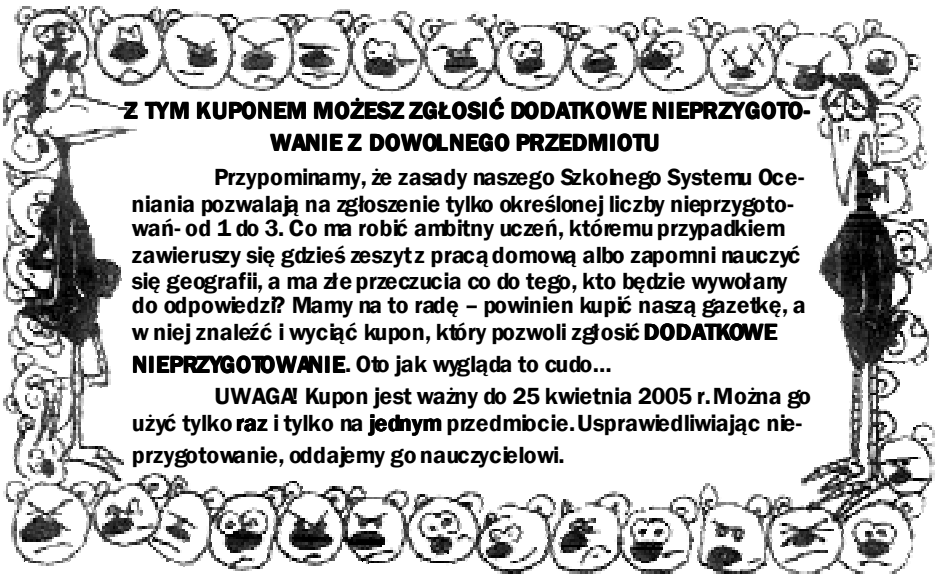 Z TYM KUPONEM MOŻESZ ZGŁOSIĆ DODATKOWE NIEPRZYGOTO-
WANIE Z DOWOLNEGO PRZEDMIOTU
Przypominamy, że zasady naszego Szkolnego Systemu Oce-
niania pozwalają na zgłoszenie tylko określonej liczby nieprzygoto-
wań- od 1 do 3. Co ma robić ambitny uczeń, któremu przypadkiem
zawieruszy się gdzieś zeszyt z pracą domową albo zapomni nauczyć
się geografii, a ma złe przeczucia co do tego, kto będzie wywołany
do odpowiedzi? Mamy na to radę – powinien kupić naszą gazetkę, a
w niej znaleźć i wyciąć kupon, który pozwoli zgłosić DODATKOWE
NIEPRZYGOTOWANIE. Oto jak wygląda to cudo...
UWAGA! Kupon jest ważny do 25 kwietnia 2005 r. Można go
użyć tylko raz i tylko na jednym przedmiocie. Usprawiedliwiając nie-
przygotowanie, oddajemy go nauczycielowi.